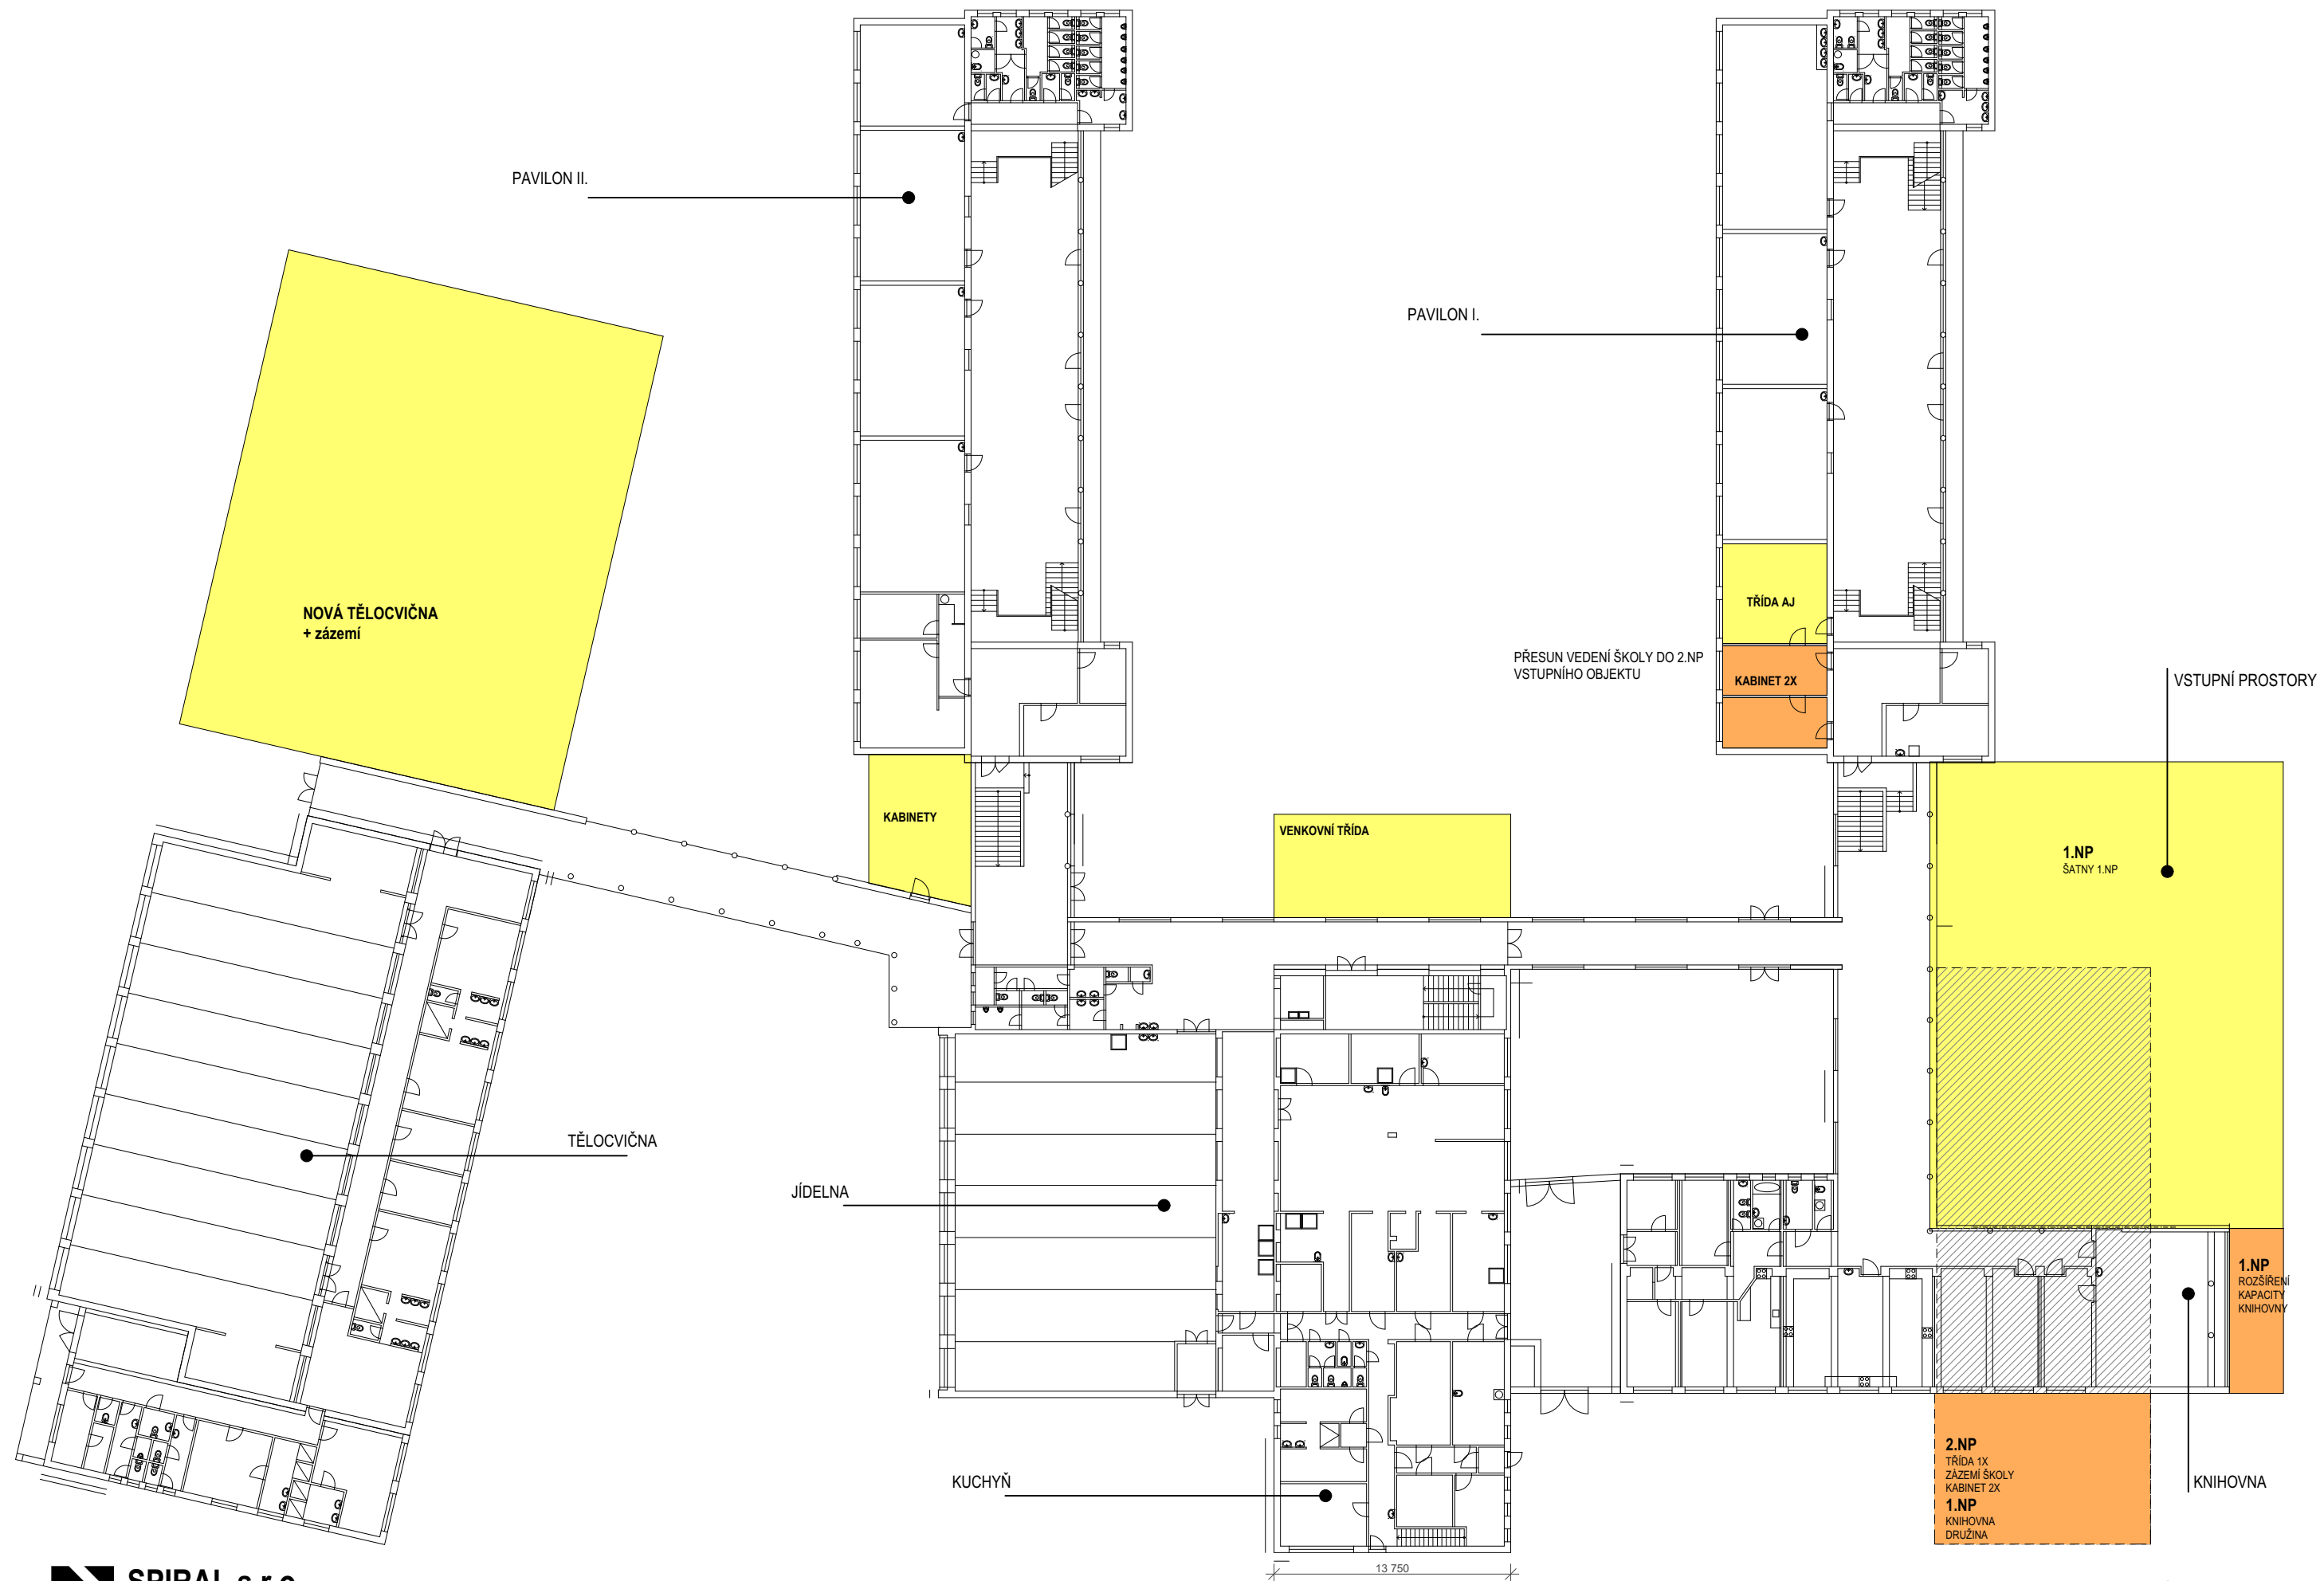 PAVILON II.
PAVILON I.
NOVÁ TĚLOCVIČNA
+ zázemí
TŘÍDA AJ
PŘESUN VEDENÍ ŠKOLY DO 2.NP
VSTUPNÍHO OBJEKTU
KABINET 2X
VSTUPNÍ PROSTORY
KABINETY
VENKOVNÍ TŘÍDA
1.NP
ŠATNY 1.NP
TĚLOCVIČNA
JÍDELNA
1.NP
ROZŠÍŘENÍ
KAPACITY
KNIHOVNY
KUCHYŇ
2.NP
TŘÍDA 1X
ZÁZEMÍ ŠKOLY
KABINET 2X
1.NP
KNIHOVNA
DRUŽINA
KNIHOVNA
13 750
SPIRAL s.r.o.